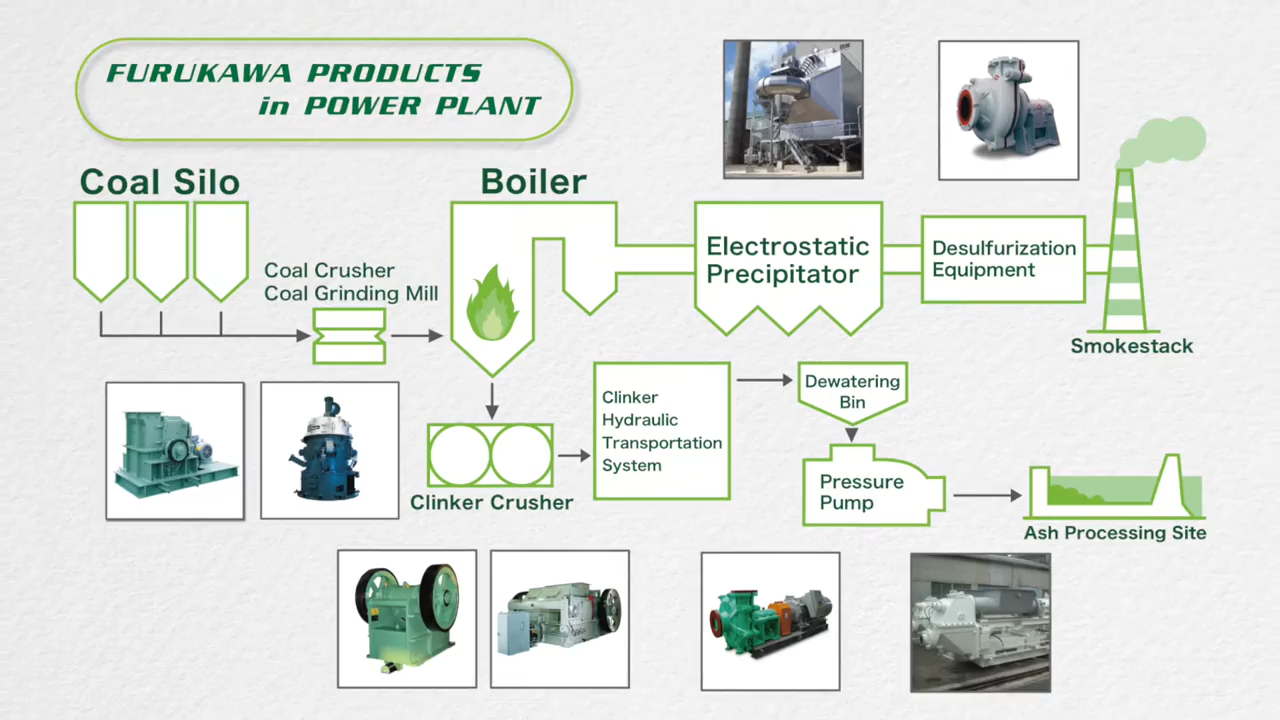 FURUKAWA PRODUCTS
in POWER PLANT
Coal Silo
Boiler
Coal Crusher
Coal Grinding Mill
Electrostatic
Precipitator
Desulfurization
Equipment
Smokestack
Clinker Crusher
Clinker
Hydraulic
Transportation
System
Dewatering
Bin
Pressure
Pump
Ash Processing Site